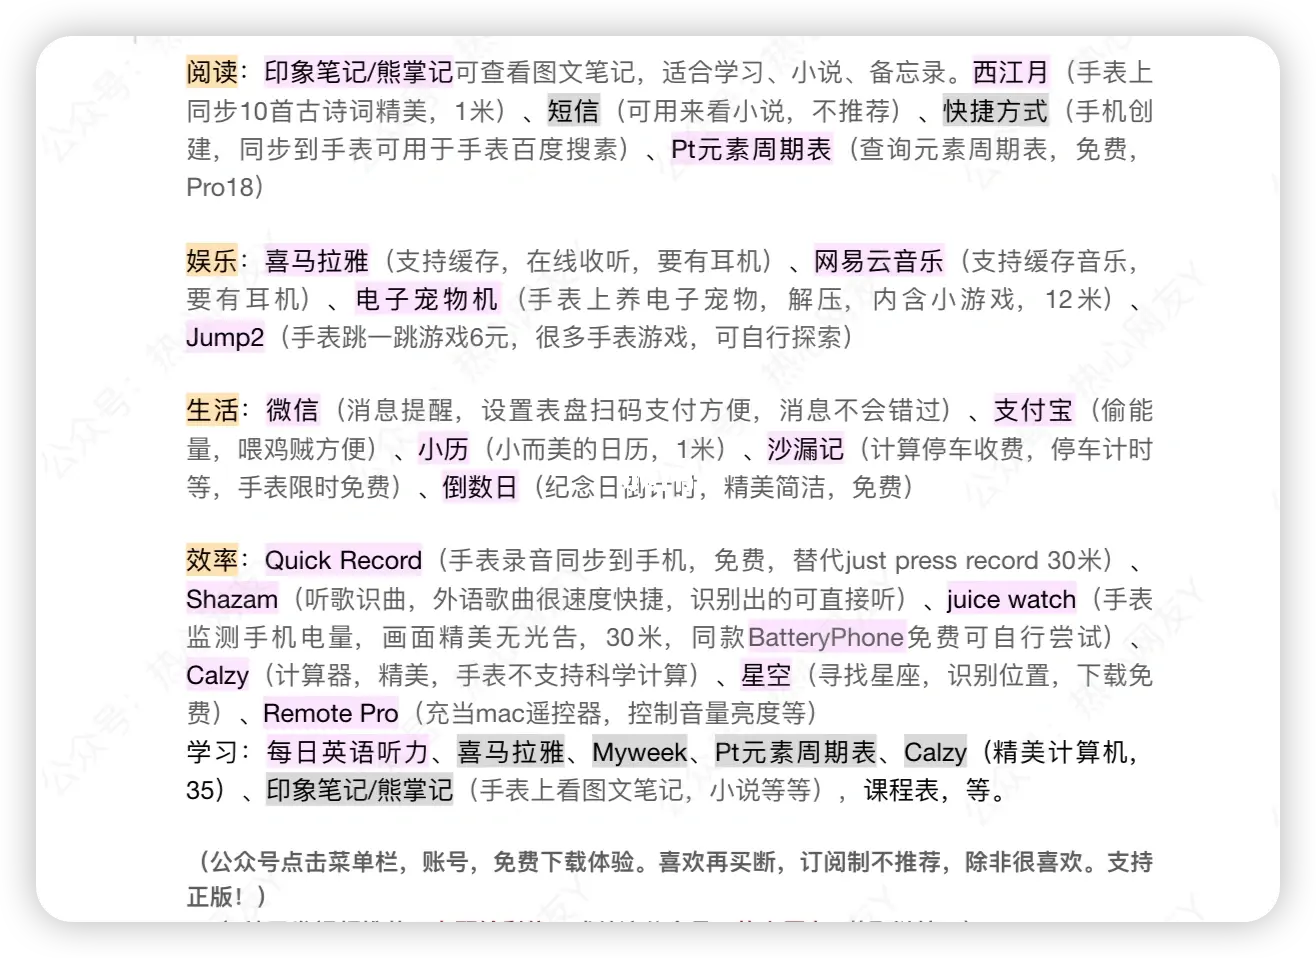 阅读：印象笔记/熊掌记可查看图文笔记，适合学习、小说、备忘录。西江月（手表上
同步10首古诗词精美，1米）、短信（可用来看小说，不推荐）、快捷方式（手机创
建，同步到手表可用于手表百度搜素）、Pt元素周期表（查询元素周期表，免费，
Pro18）
娱乐：喜马拉雅（支持缓存，在线收听，要有耳机）、网易云音乐（支持缓存音乐，
要有耳机）、电子宠物机（手表上养电子宠物，解压，内含小游戏，12米）、
Jump2（手表跳一跳游戏6元，很多手表游戏，可自行探索）
生活：微信（消息提醒，设置表盘扫码支付方便，消息不会错过）、支付宝（偷能
量，喂鸡贼方便）、小历（小而美的日历，1米）、沙漏记（计算停车收费，停车计时
等，手表限时免费）、倒数日（纪念日倒计时，精美简洁，免费）
效率：Quick Record（手表录音同步到手机，免费，替代just press record 30米）、
Shazam（听歌识曲，外语歌曲很速度快捷，识别出的可直接听）、juice watch（手表
监测手机电量，画面精美无光告，30米，同款BatteryPhone免费可自行尝试）、
Calzy（计算器，精美，手表不支持科学计算）、星空（寻找星座，识别位置，下载免
费）、Remote Pro（充当mac遥控器，控制音量亮度等）
学习：每日英语听力、喜马拉雅、Myweek、Pt元素周期表、Calzy（精美计算机，
35）、印象笔记/熊掌记（手表上看图文笔记，小说等等），课程表，等。
（公众号点击菜单栏，账号，免费下载体验。喜欢再买断，订阅制不推荐，除非很喜欢。支持
正版！）
公众号：热心网友Y